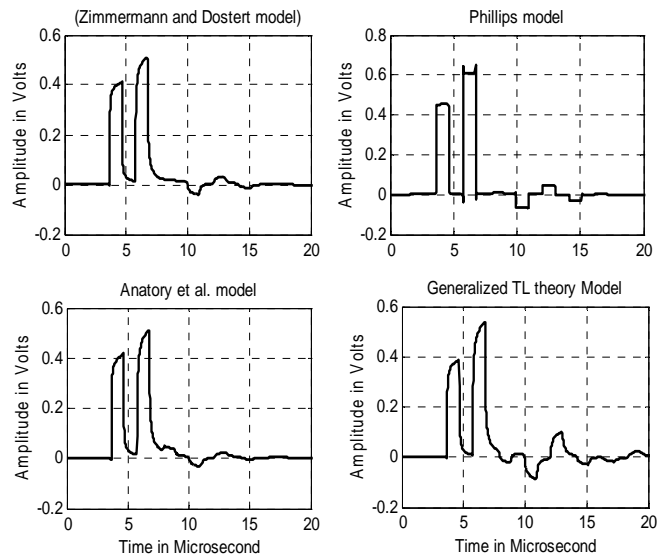 (Zimmermann and Dostert model)
Amplitude in Volts
0.6
0.4
0.2
0
-0.2
0 5 10 15 20
Phillips model
Amplitude in Volts
0.8
0.6
0.4
0.2
0
-0.2
0 5 10 15 20
Anatory et al. model
Amplitude in Volts
0.6
0.4
0.2
0
-0.2
0 5 10 15 20
Time in Microsecond
Generalized TL theory Model
Amplitude in Volts
0.6
0.4
0.2
0
-0.2
0 5 10 15 20
Time in Microsecond